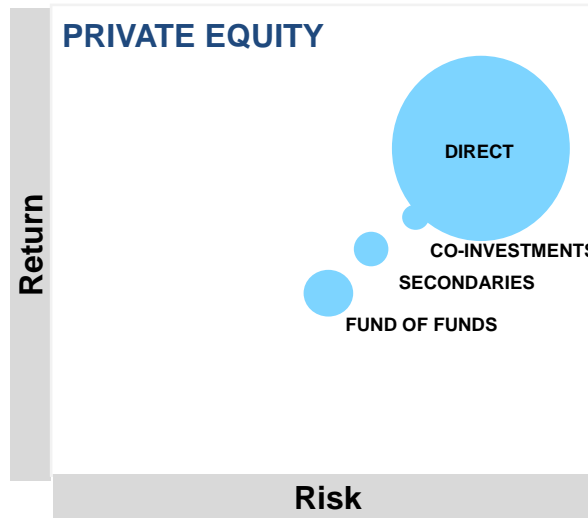 PRIVATE EQUITY
DIRECT
CO-INVESTMENTS
SECONDARIES
FUND OF FUNDS
Return
Risk